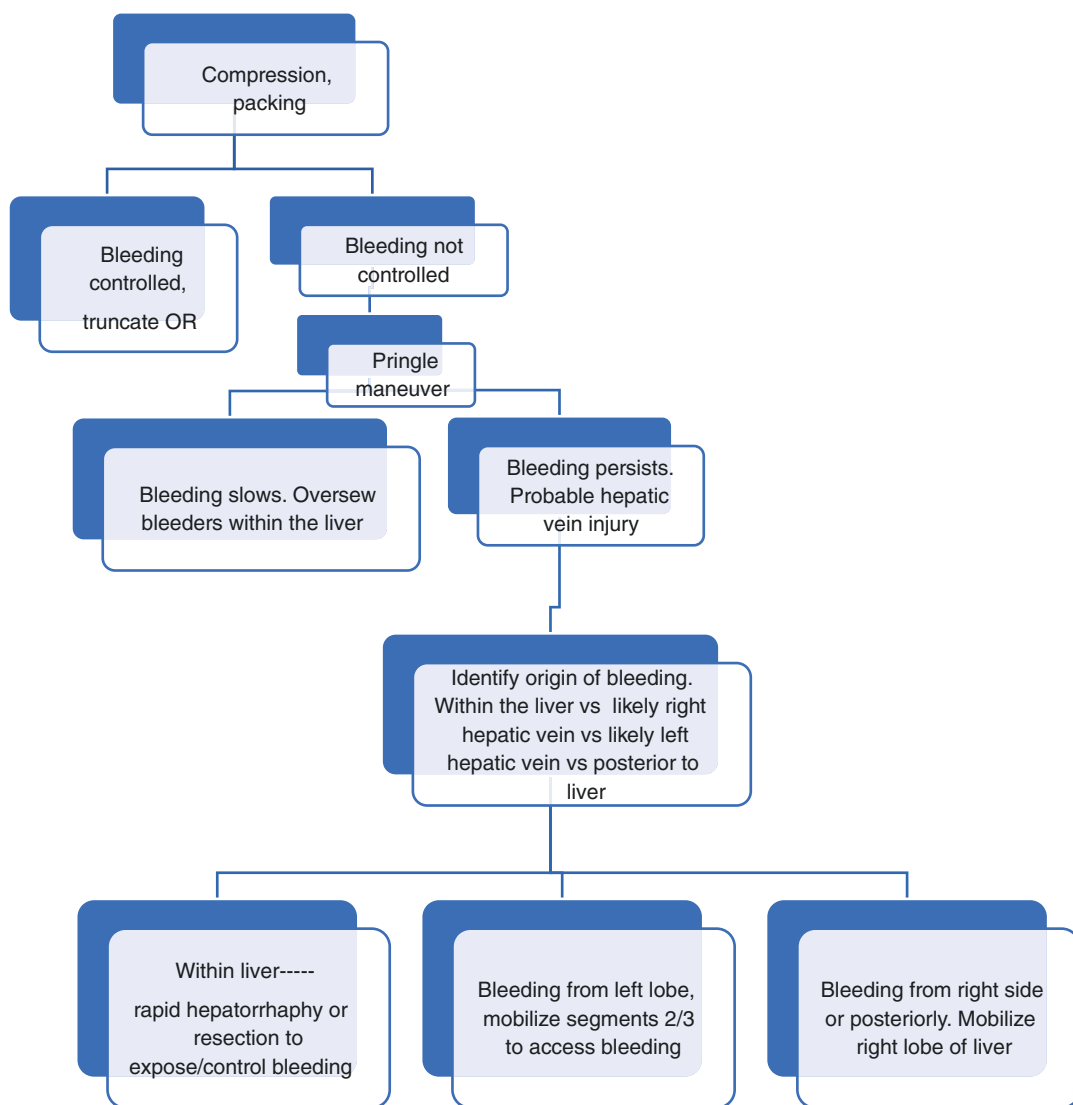 Compression,
packing
Bleeding
controlled,
truncate OR
Bleeding not
controlled
Pringle
maneuver
Bleeding slows. Oversew
bleeders within the liver
Bleeding persists.
Probable hepatic
vein injury
Identify origin of bleeding.
Within the liver vs likely right
hepatic vein vs likely left
hepatic vein vs posterior to
liver
Within liver-----
rapid hepatorrhaphy or
resection to
expose/control bleeding
Bleeding from left lobe,
mobilize segments 2/3
to access bleeding
Bleeding from right side
or posteriorly. Mobilize
right lobe of liver